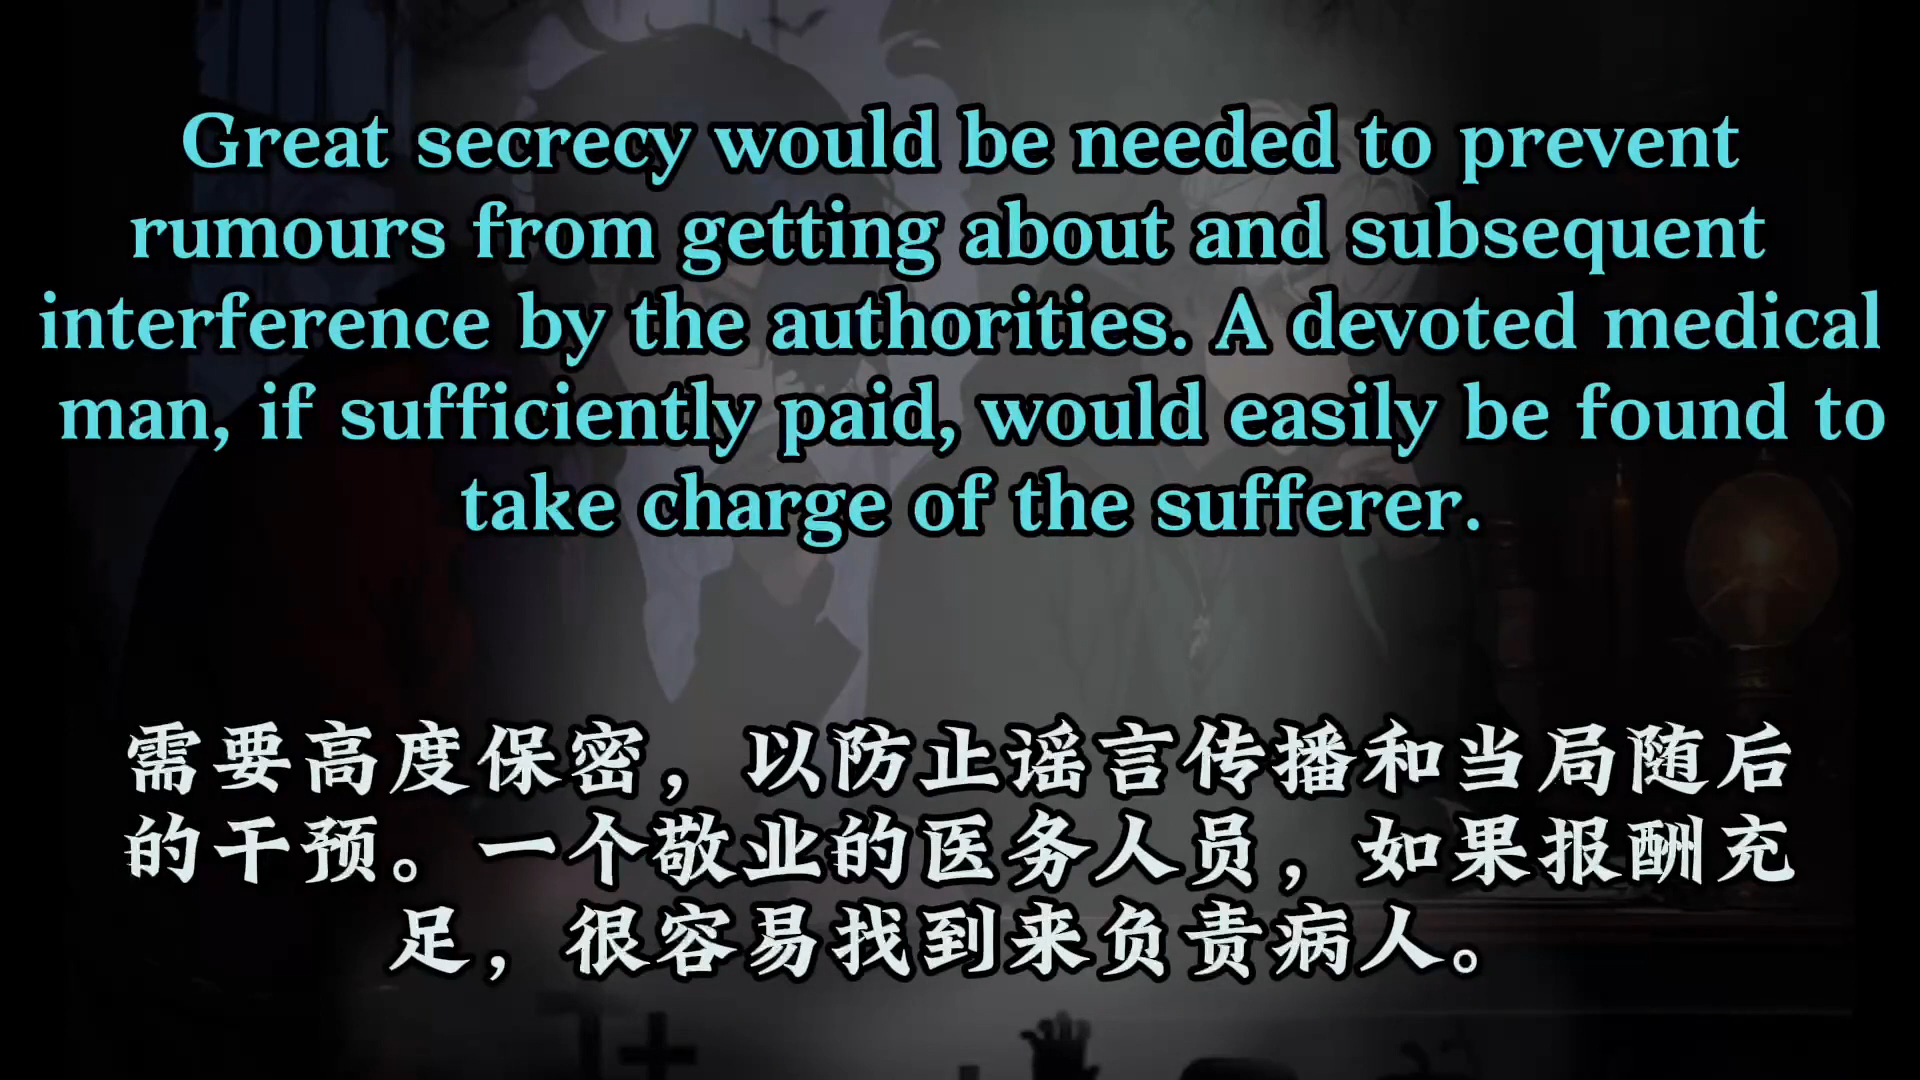 Great secrecy would be needed to prevent
rumours from getting about and subsequent
interference by the authorities. A devoted medical
man, if sufficiently paid, would easily be found to
take charge of the sufferer.
需要高度保密，以防止谣言传播和当局随后
的干预。一个敬业的医务人员，如果报酬充
足，很容易找到来负责病人。